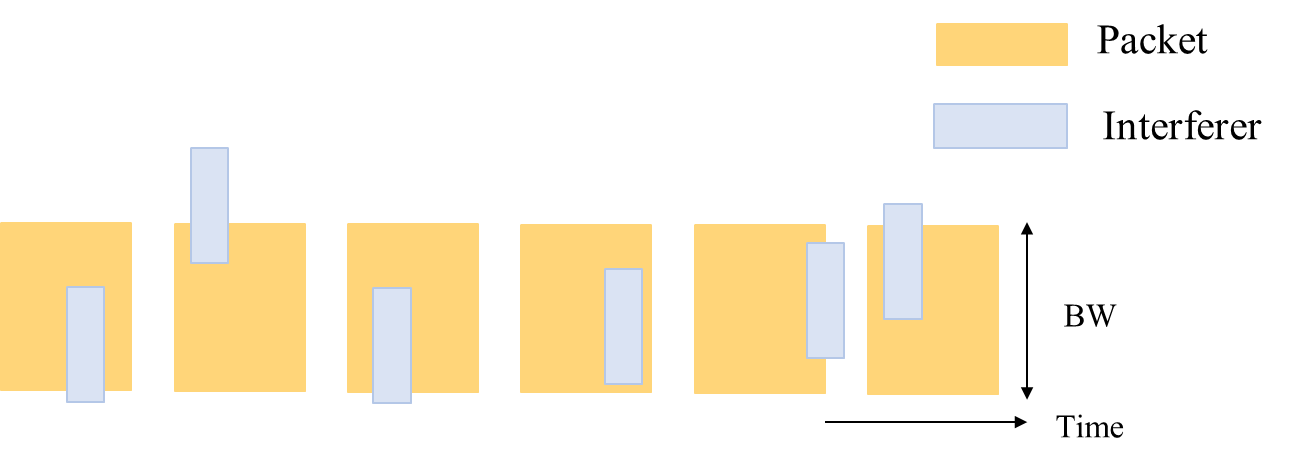 Packet
Interferer
BW
Time